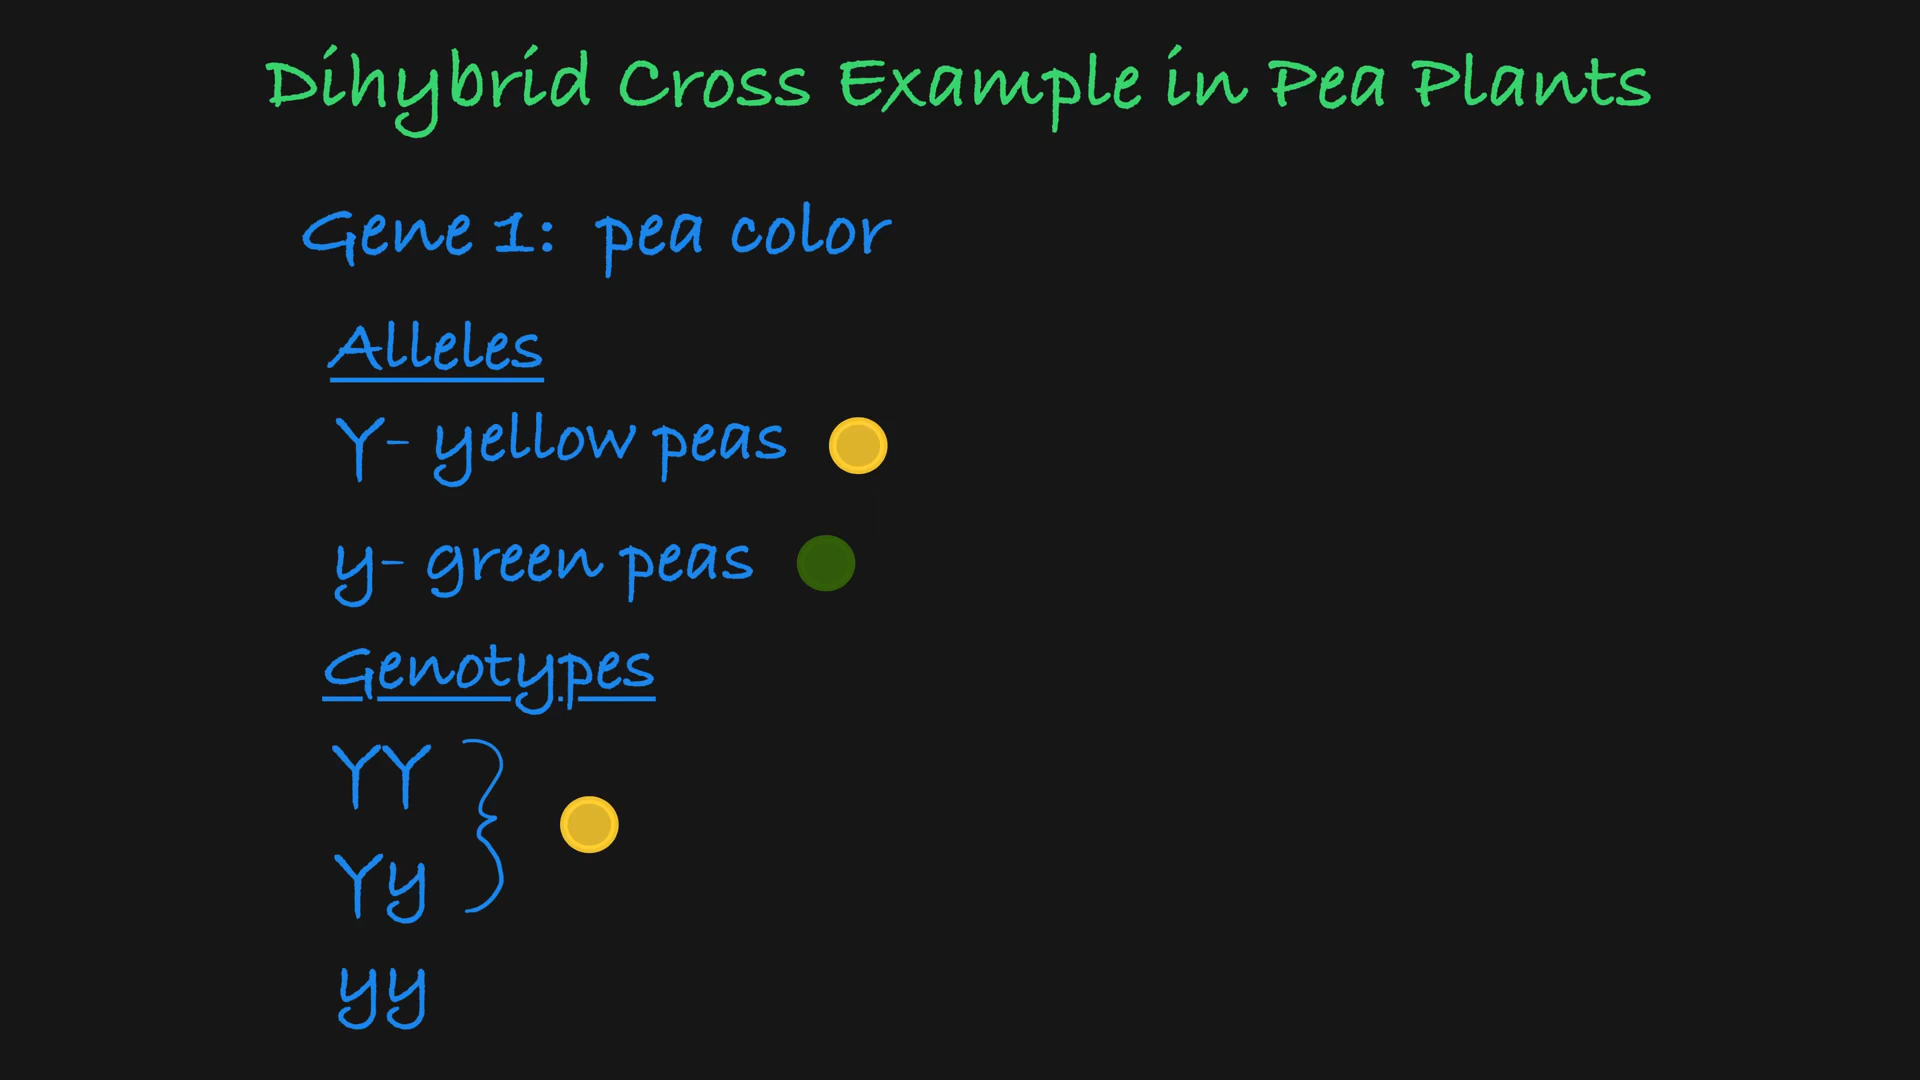 Dihybrid Cross Example in Pea Plants
Gene 1: pea color
Alleles
Y- yellow peas
y- green peas
Genotypes
YY
Yy
yy